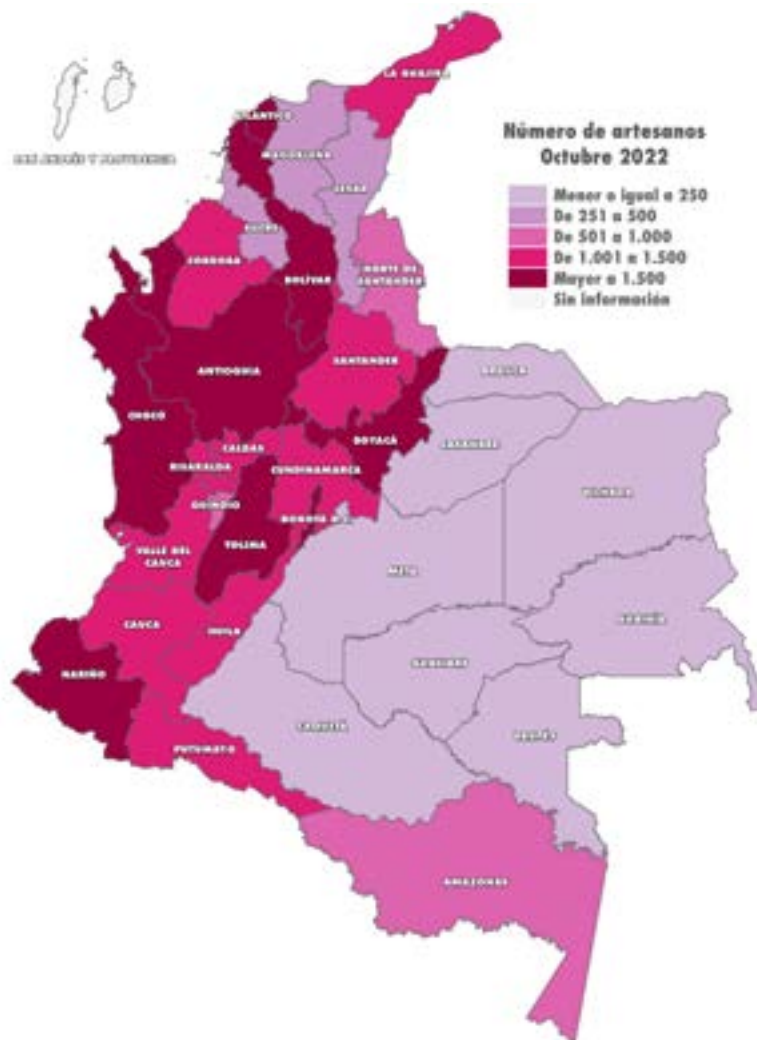 LA GUAJIRA
ATLÁNTICO
MAGDALENA
SAN ANDRÉS Y PROVIDENCIA
CESAR
Número de artesanos
Octubre 2022
Menor o igual a 250
De 251 a 500
De 501 a 1.000
De 1.001 a 1.500
Mayor a 1.500
Sin información
SUCRE
CÓRDOBA
BOLÍVAR
NORTE DE
SANTANDER
SANTANDER
ANTIOQUIA
ARAUCA
CHOCÓ
BOYACÁ
CASANARE
CALDAS
RISARALDA
CUNDINAMARCA
VICHADA
QUINDÍO
BOGOTÁ D.C.
TOLIMA
VALLE DEL
CAUCA
META
CAUCA
HUILA
GUAINÍA
GUAVIARE
NARIÑO
CAQUETÁ
VAUPÉS
PUTUMAYO
AMAZONAS